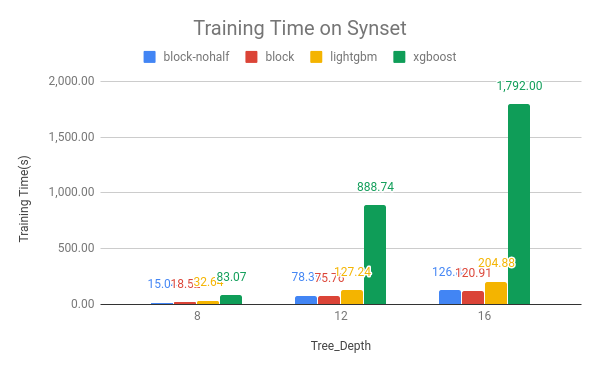 Training Time on Synset
block-nohalf block lightgbm xgboost
2,000.00
1,792.00
1,500.00
Training Time(s)
1,000.00
888.74
500.00
83.07
127.24
120.91
204.88
0.00
8 12 16
Tree_Depth